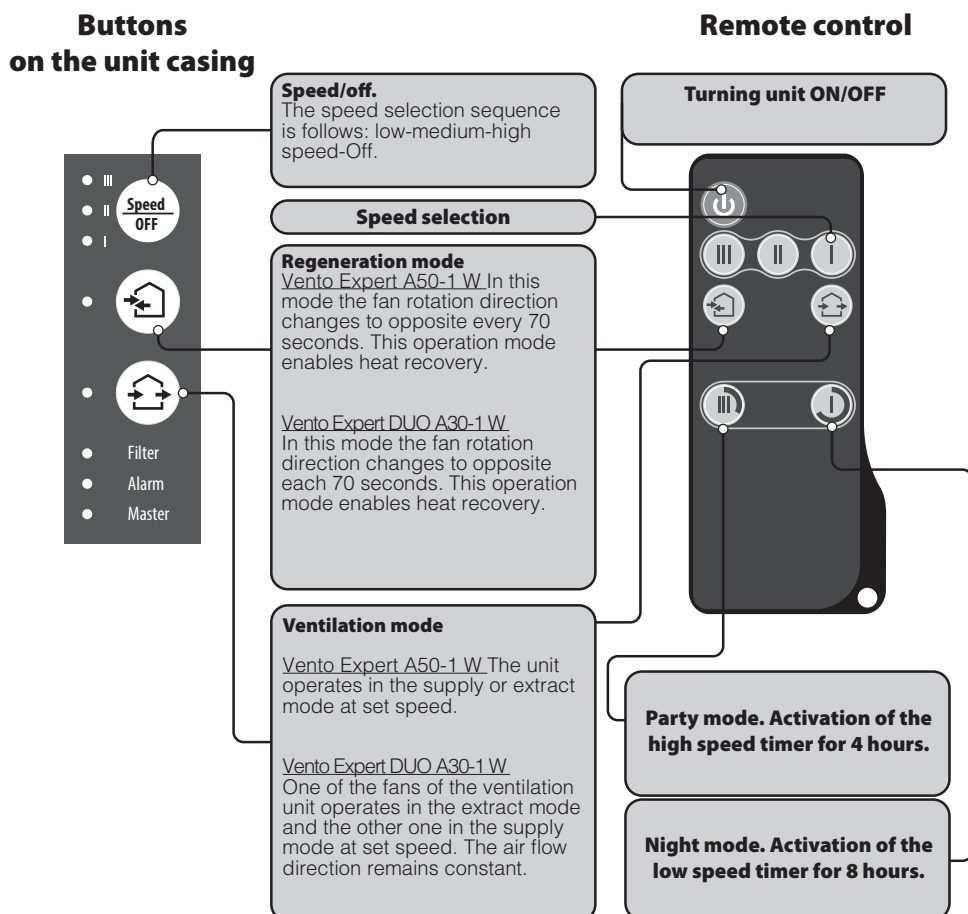 Buttons
on the unit casing
Remote control
Speed/off.
The speed selection sequence
is follows: low-medium-high
speed-Off.
Turning unit ON/OFF
III
II
I
Speed
OFF
Filter
Alarm
Master
Speed selection
Regeneration mode
Vento Expert A50-1 W In this
mode the fan rotation direction
changes to opposite every 70
seconds. This operation mode
enables heat recovery.
Vento Expert DUO A30-1 W
In this mode the fan rotation
direction changes to opposite
each 70 seconds. This operation
mode enables heat recovery.
III II I
III I
Ventilation mode
Vento Expert A50-1 W The unit
operates in the supply or extract
mode at set speed.
Vento Expert DUO A30-1 W
One of the fans of the ventilation
unit operates in the extract mode
and the other one in the supply
mode at set speed. The air flow
direction remains constant.
Party mode. Activation of the
high speed timer for 4 hours.
Night mode. Activation of the
low speed timer for 8 hours.